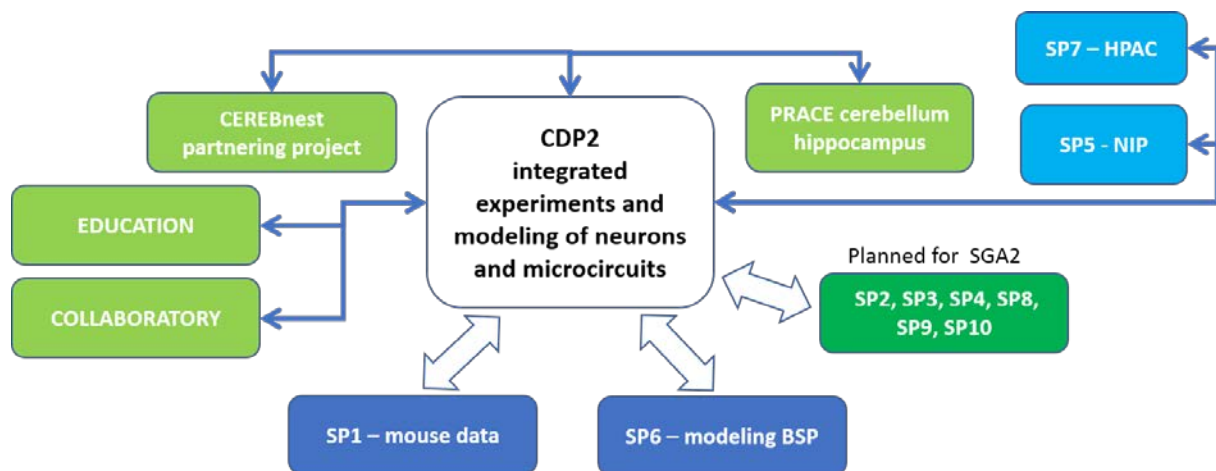 SP7 – HPAC
CEREBnest
partnering project
PRACE cerebellum
hippocampus
SP5 - NIP
CDP2
integrated
experiments and
modeling of neurons
and microcircuits
EDUCATION
COLLABORATORY
Planned for SGA2
SP2, SP3, SP4, SP8,
SP9, SP10
SP1 – mouse data
SP6 – modeling BSP